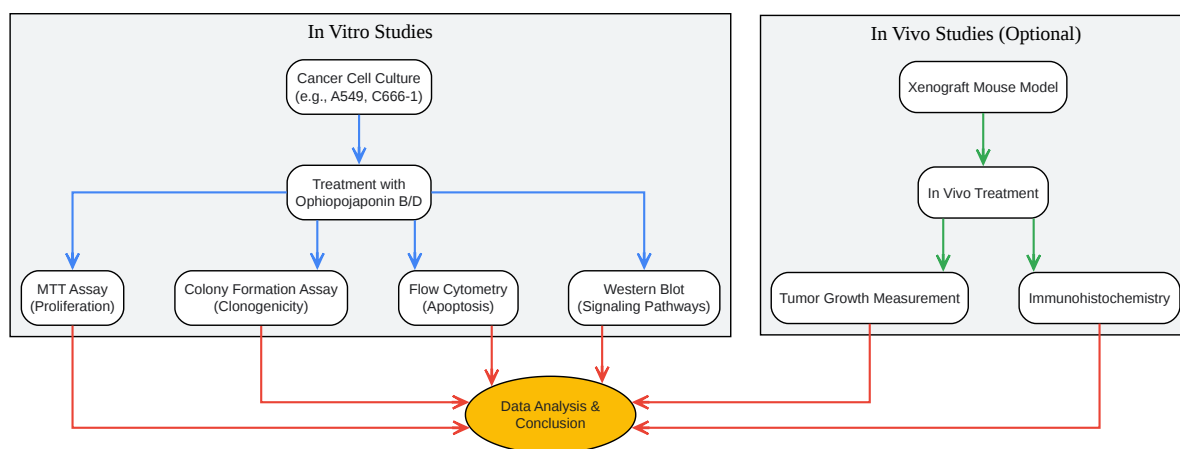 In Vitro Studies
Cancer Cell Culture
(e.g., A549, C666-1)
Treatment with
Ophiopojaponin B/D
MTT Assay
(Proliferation)
Colony Formation Assay
(Clonogenicity)
Flow Cytometry
(Apoptosis)
Western Blot
(Signaling Pathways)
In Vivo Studies (Optional)
Xenograft Mouse Model
In Vivo Treatment
Tumor Growth Measurement
Immunohistochemistry
Data Analysis &
Conclusion